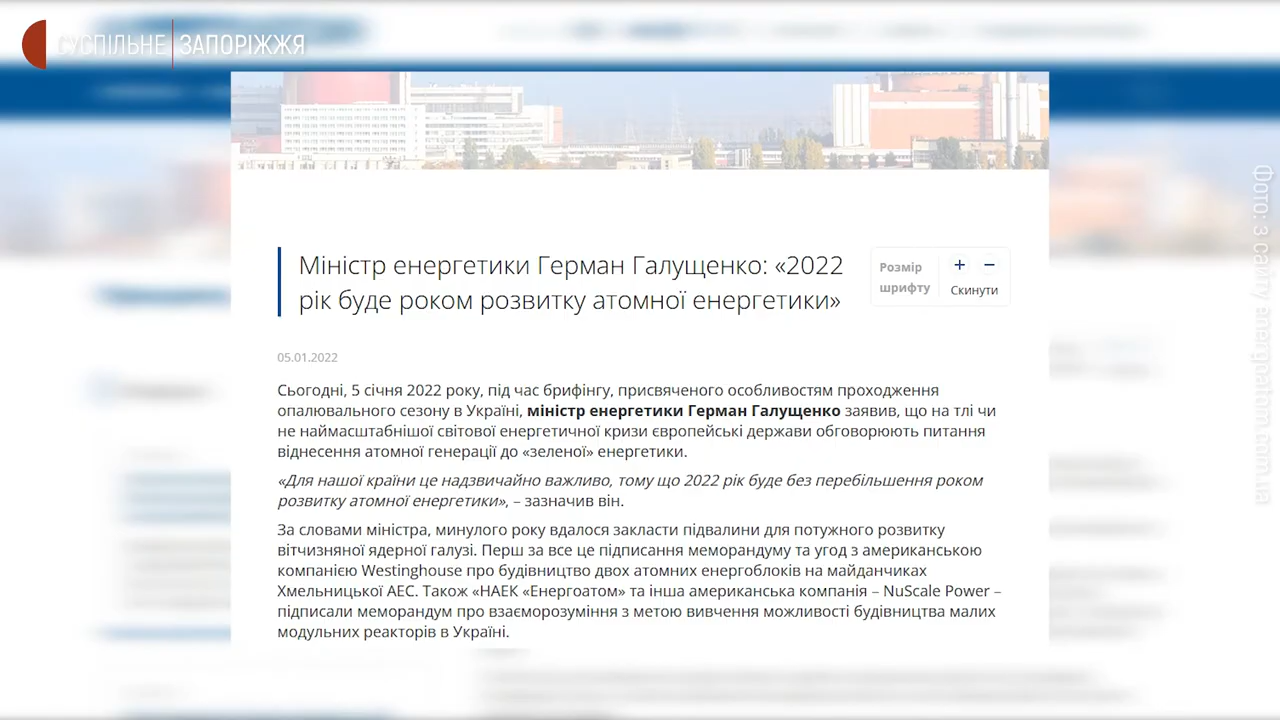 СУСПІЛЬНЕ ЗАПОРІЖЖЯ
Міністр енергетики Герман Галущенко: «2022
рік буде роком розвитку атомної енергетики»
Розмір
шрифту
+ −
Скинути
05.01.2022
Сьогодні, 5 січня 2022 року, під час брифінгу, присвяченого особливостям проходження
опалювального сезону в Україні, міністр енергетики Герман Галущенко заявив, що на тлі чи
не наймасштабнішої світової енергетичної кризи європейські держави обговорюють питання
віднесення атомної генерації до «зеленої» енергетики.
«Для нашої країни це надзвичайно важливо, тому що 2022 рік буде без перебільшення роком
розвитку атомної енергетики», – зазначив він.
За словами міністра, минулого року вдалося закласти підвалини для потужного розвитку
вітчизняної ядерної галузі. Перш за все це підписання меморандуму та угод з американською
компанією Westinghouse про будівництво двох атомних енергоблоків на майданчиках
Хмельницької АЕС. Також «НАЕК «Енергоатом» та інша американська компанія – NuScale Power –
підписали меморандум про взаєморозуміння з метою вивчення можливості будівництва малих
модульних реакторів в Україні.
Фото: з сайту energoatom.com.ua